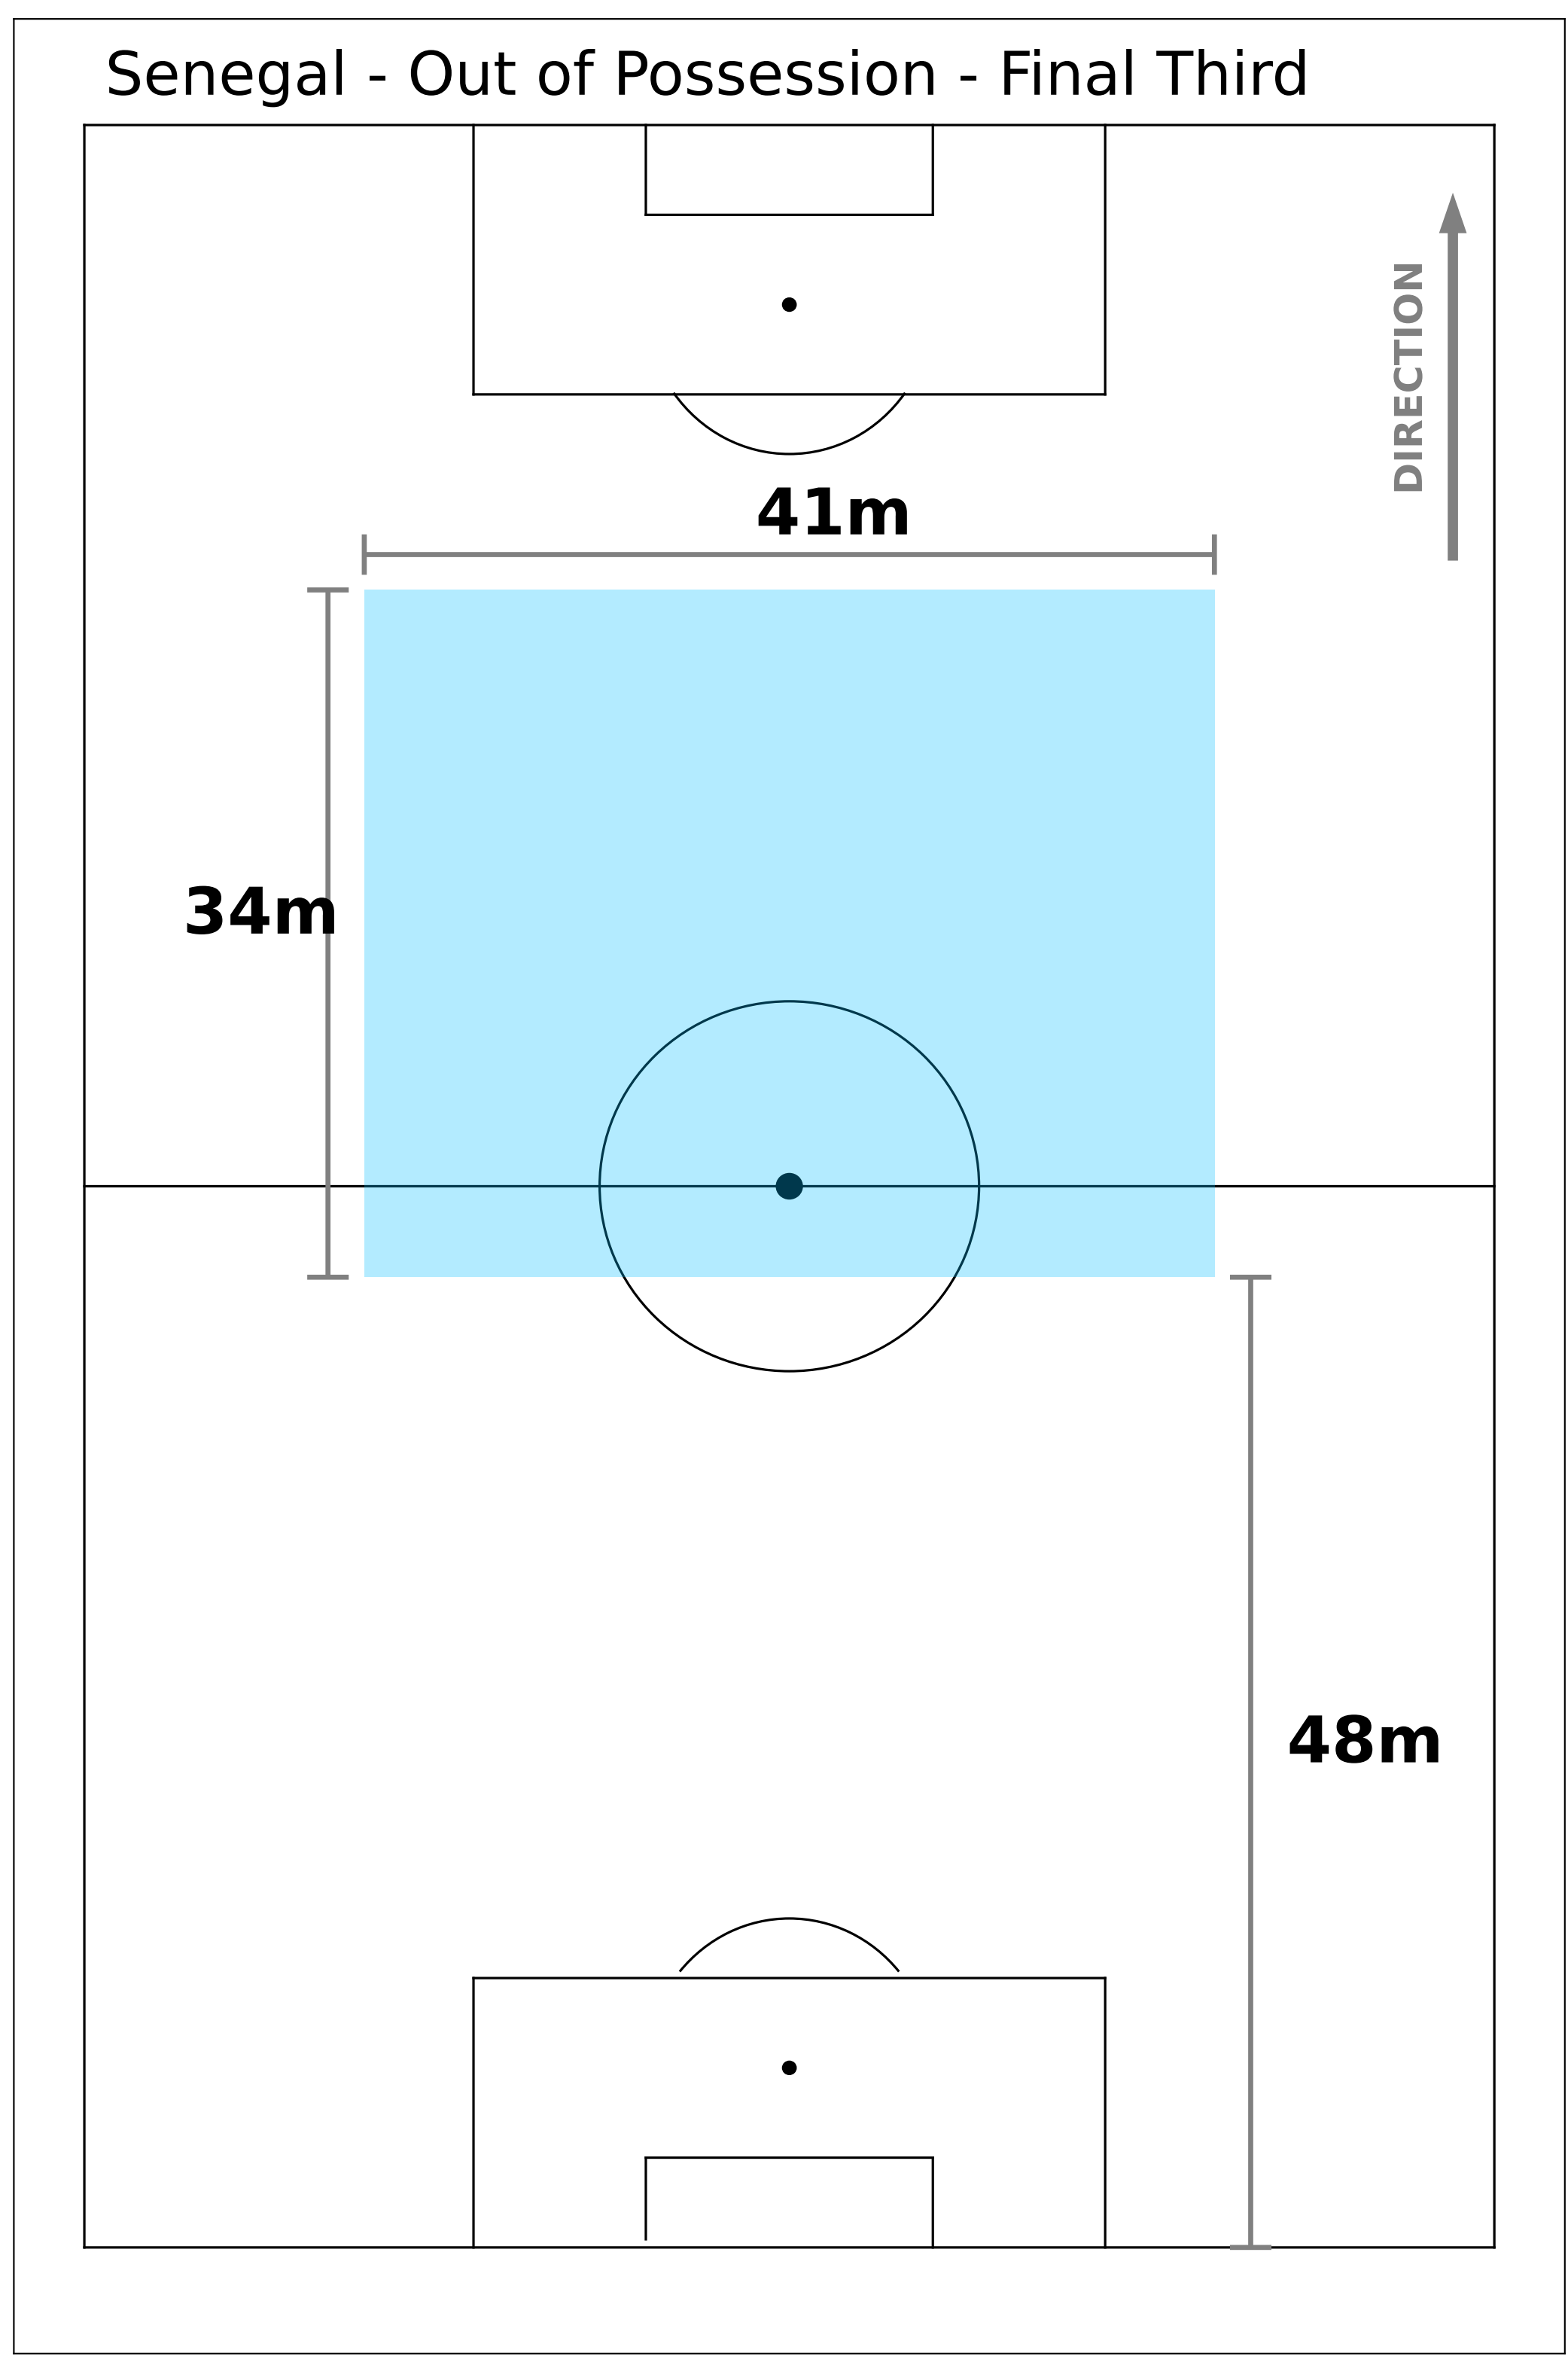 Senegal - Out of Possession - Final Third
DIRECTION
41m
34m
48m